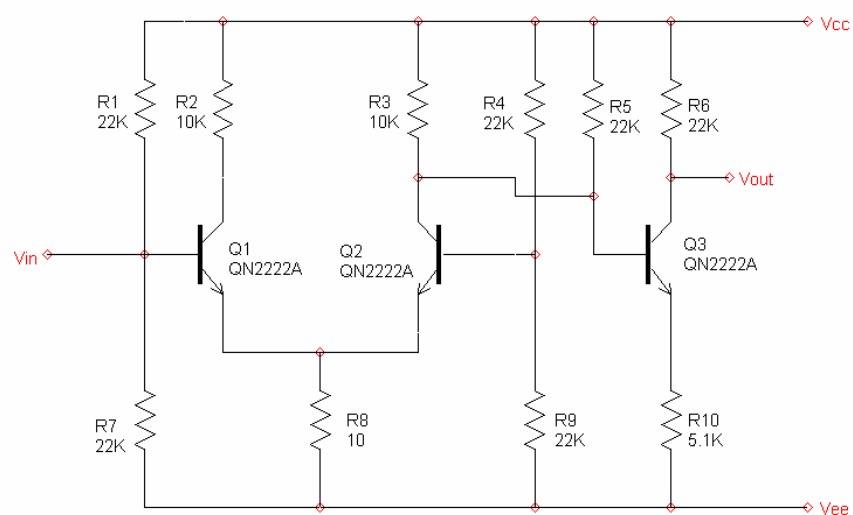 Vcc
R1
22K
R2
10K
R3
10K
R4
22K
R5
22K
R6
22K
Vout
Vin
Q1
QN2222A
Q2
QN2222A
Q3
QN2222A
R7
22K
R8
10
R9
22K
R10
5.1K
Vee